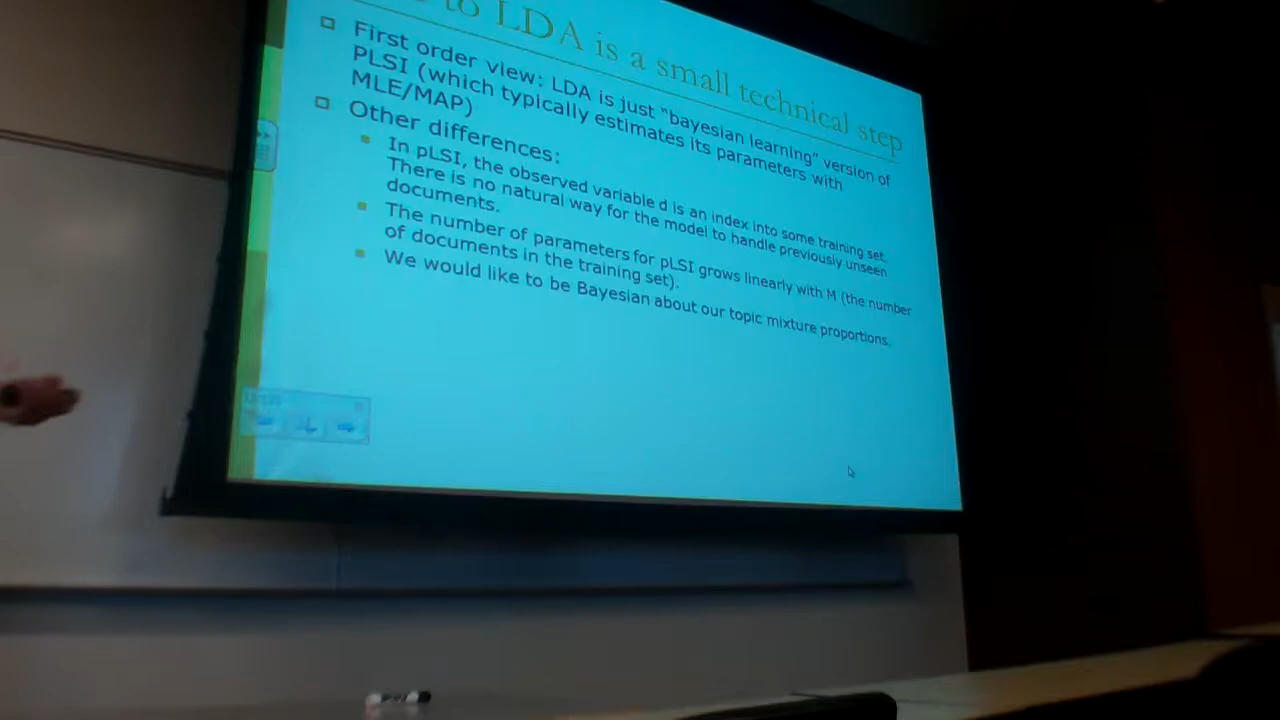 to LDA is a small technical step
First order view: LDA is just “bayesian learning” version of
PLSI (which typically estimates its parameters with
MLE/MAP)
Other differences:
In pLSI, the observed variable d is an index into some training set.
There is no natural way for the model to handle previously unseen
documents.
The number of parameters for pLSI grows linearly with M (the number
of documents in the training set).
We would like to be Bayesian about our topic mixture proportions.